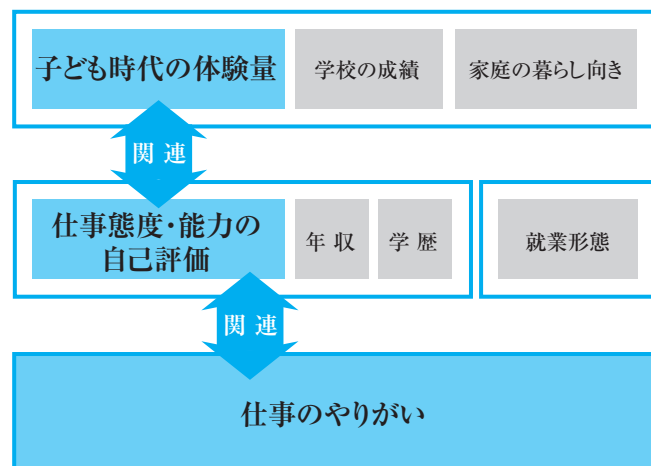 子ども時代の体験量
学校の成績
家庭の暮らし向き
関連
仕事態度・能力の
自己評価
年収
学歴
就業形態
関連
仕事のやりがい